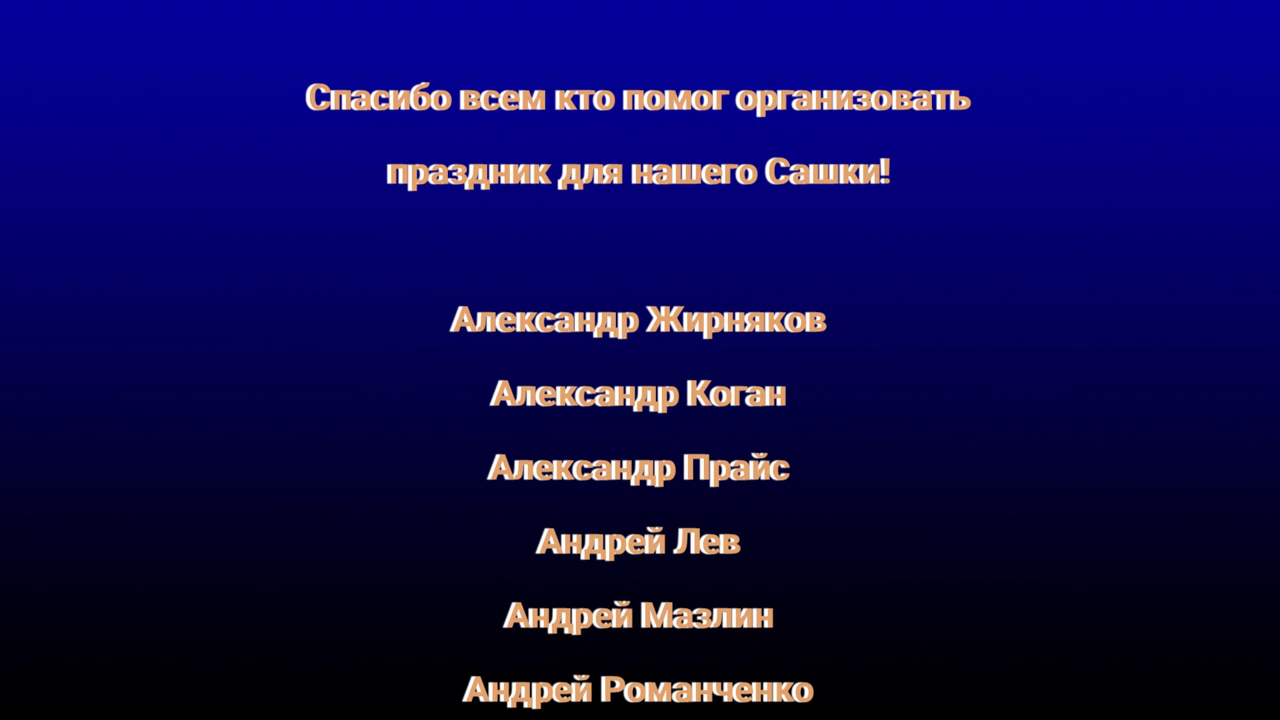 Спасибо всем кто помог организовать
праздник для нашего Сашки!
Александр Жирняков
Александр Коган
Александр Прайс
Андрей Лев
Андрей Мазлин
Андрей Романченко